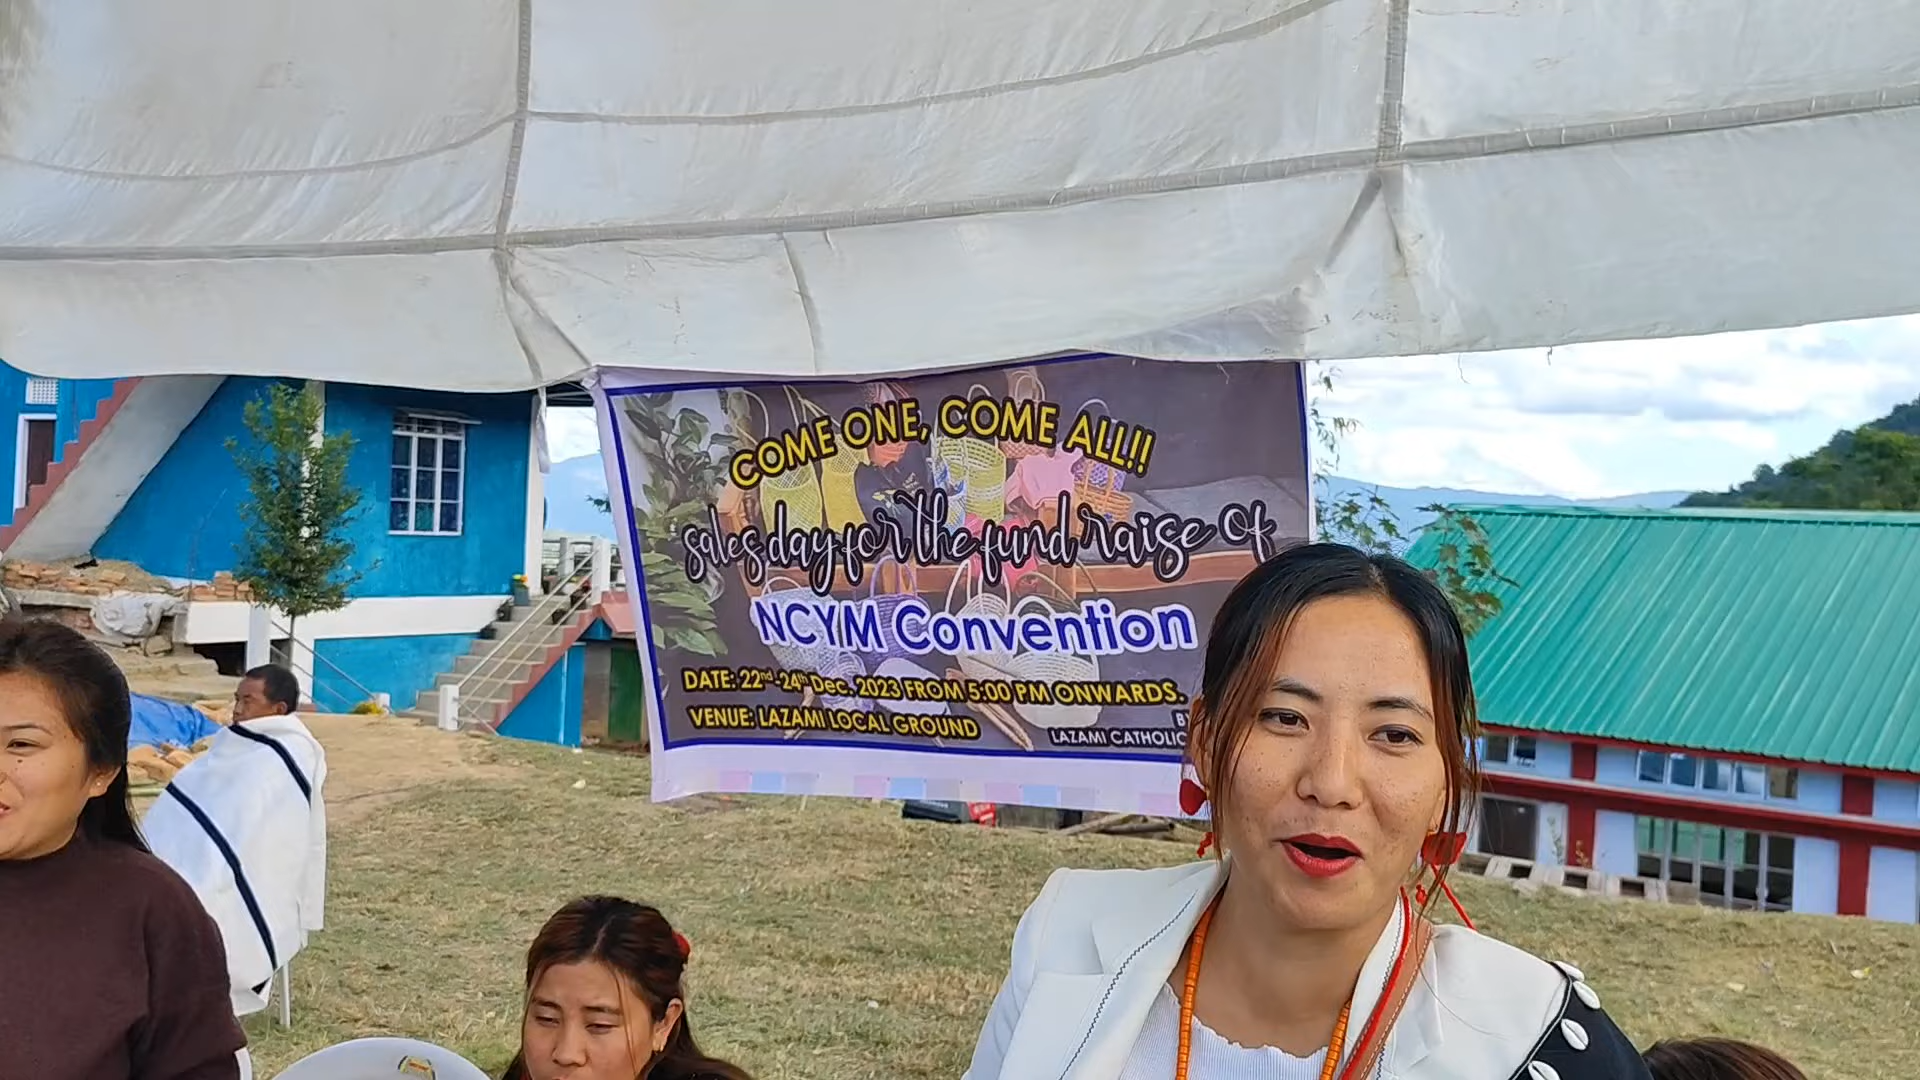 COME ONE, COME ALL!!
sales day for the fund raise of
NCYM Convention
DATE: 22nd-24th Dec. 2023 FROM 5:00 PM ONWARDS.
VENUE: LAZAMI LOCAL GROUND
LAZAMI CATHOLIC